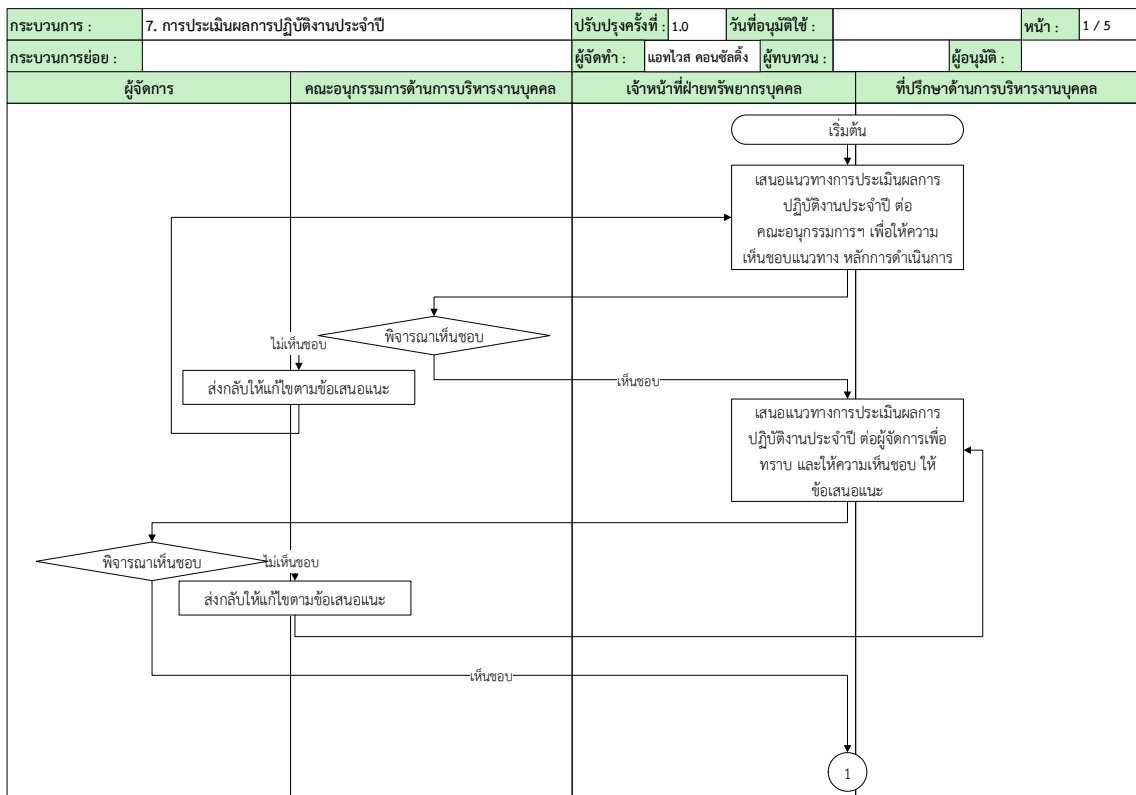 กระบวนการ : 7. การประเมินผลการปฏิบัติงานประจำปี ปรับปรุงครั้งที่ : 1.0 วันที่อนุมัติใช้ : หน้า : 1 / 5
กระบวนการย่อย : ผู้จัดทำ : แอทไวส คอนซัลติ้ง ผู้ทบทวน : ผู้อนุมัติ :
ผู้จัดการ คณะอนุกรรมการด้านการบริหารงานบุคคล เจ้าหน้าที่ฝ่ายทรัพยากรบุคคล ที่ปรึกษาด้านการบริหารงานบุคคล
เริ่มต้น
เสนอแนวทางการประเมินผลการ
ปฏิบัติงานประจำปี ต่อ
คณะอนุกรรมการฯ เพื่อให้ความ
เห็นชอบแนวทาง หลักการดำเนินการ
พิจารณาเห็นชอบ
ไม่เห็นชอบ
ส่งกลับให้แก้ไขตามข้อเสนอแนะ
เห็นชอบ
เสนอแนวทางการประเมินผลการ
ปฏิบัติงานประจำปี ต่อผู้จัดการเพื่อ
ทราบ และให้ความเห็นชอบ ให้
ข้อเสนอแนะ
พิจารณาเห็นชอบ
ไม่เห็นชอบ
ส่งกลับให้แก้ไขตามข้อเสนอแนะ
เห็นชอบ
1